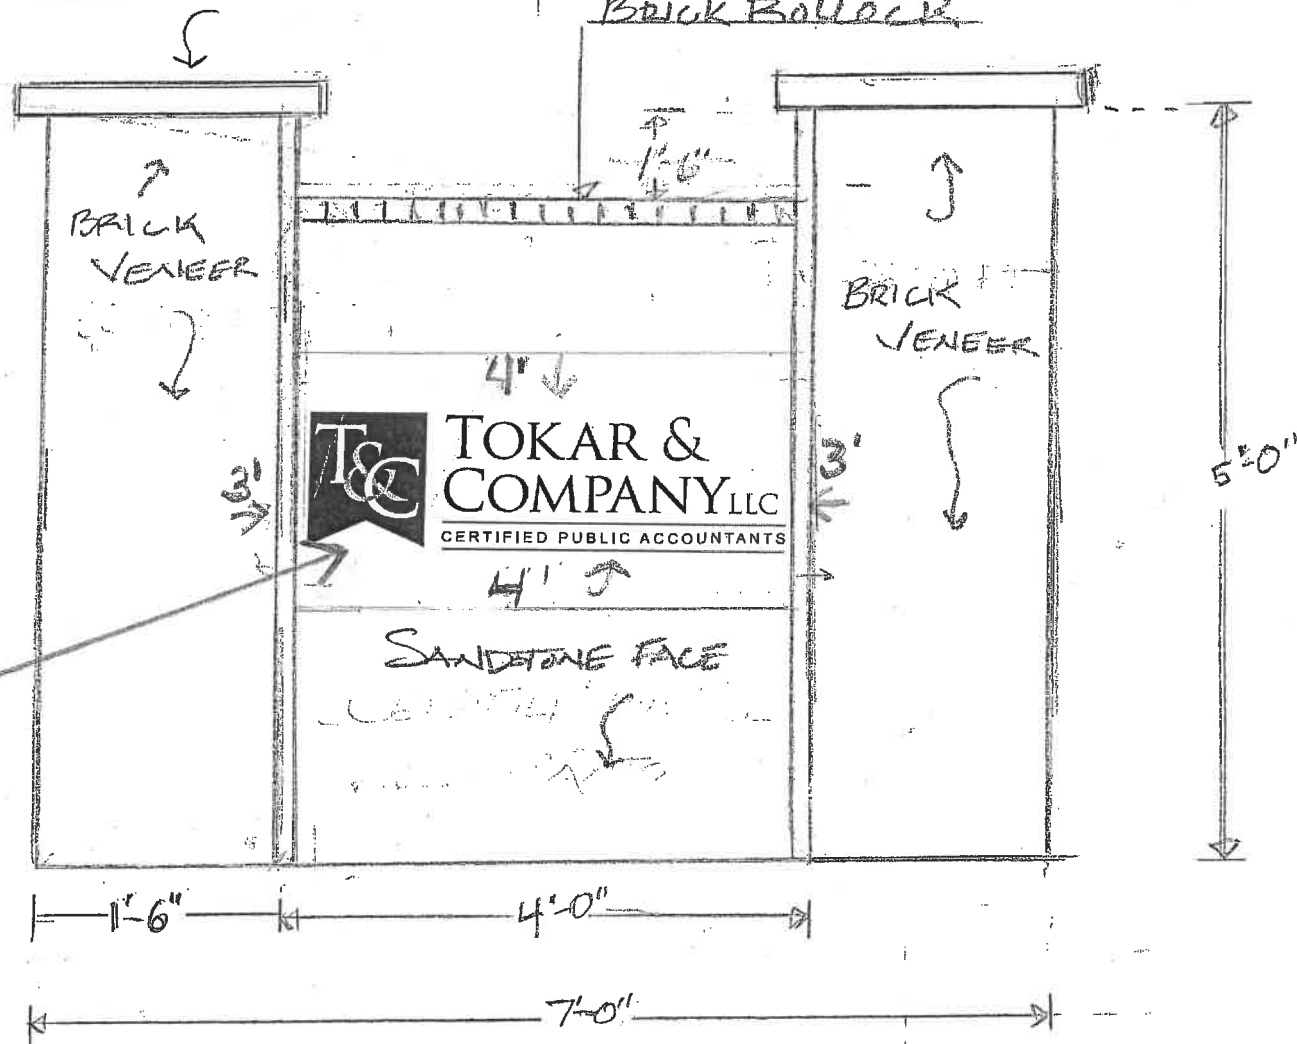 BRICK ROWLOCK
1'-6"
BRICK
VENEER
BRICK
VENEER
4'
T&C
TOKAR &
COMPANY LLC
CERTIFIED PUBLIC ACCOUNTANTS
3'
3'
5'-0"
4'
SANDSTONE FACE
1'-6"
4'-0"
7'-0"